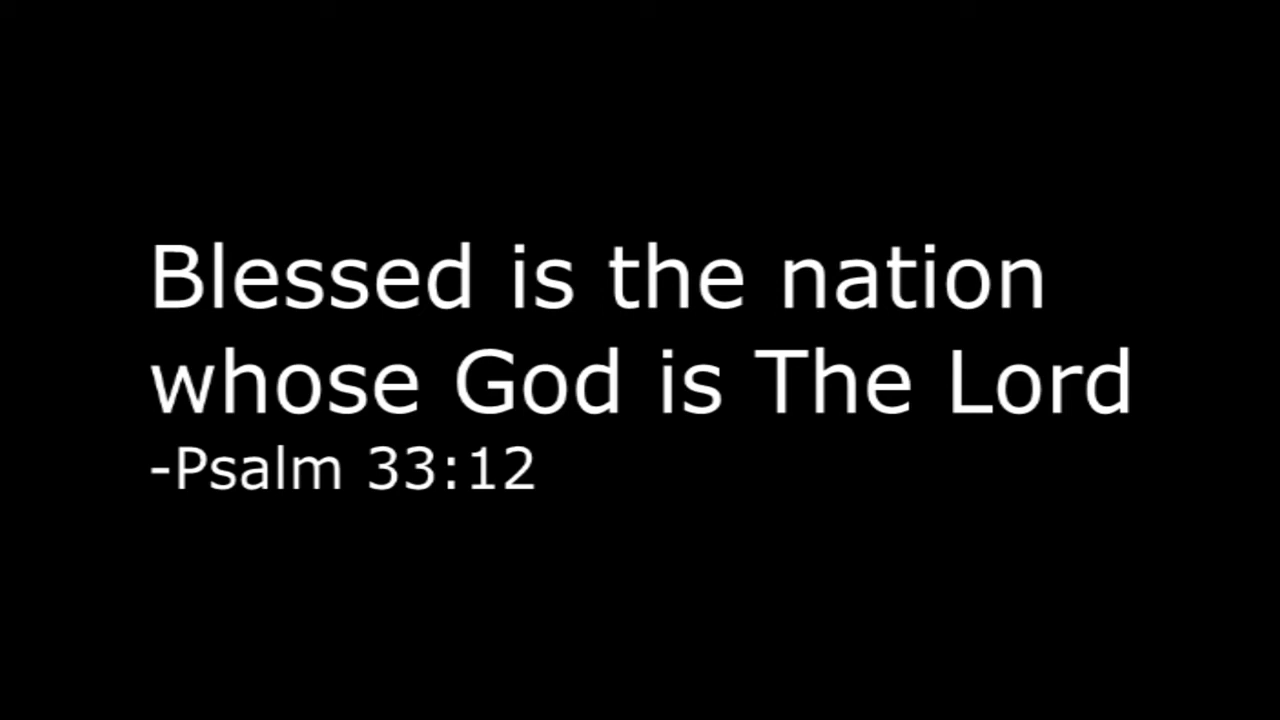 Blessed is the nation
whose God is The Lord
-Psalm 33:12